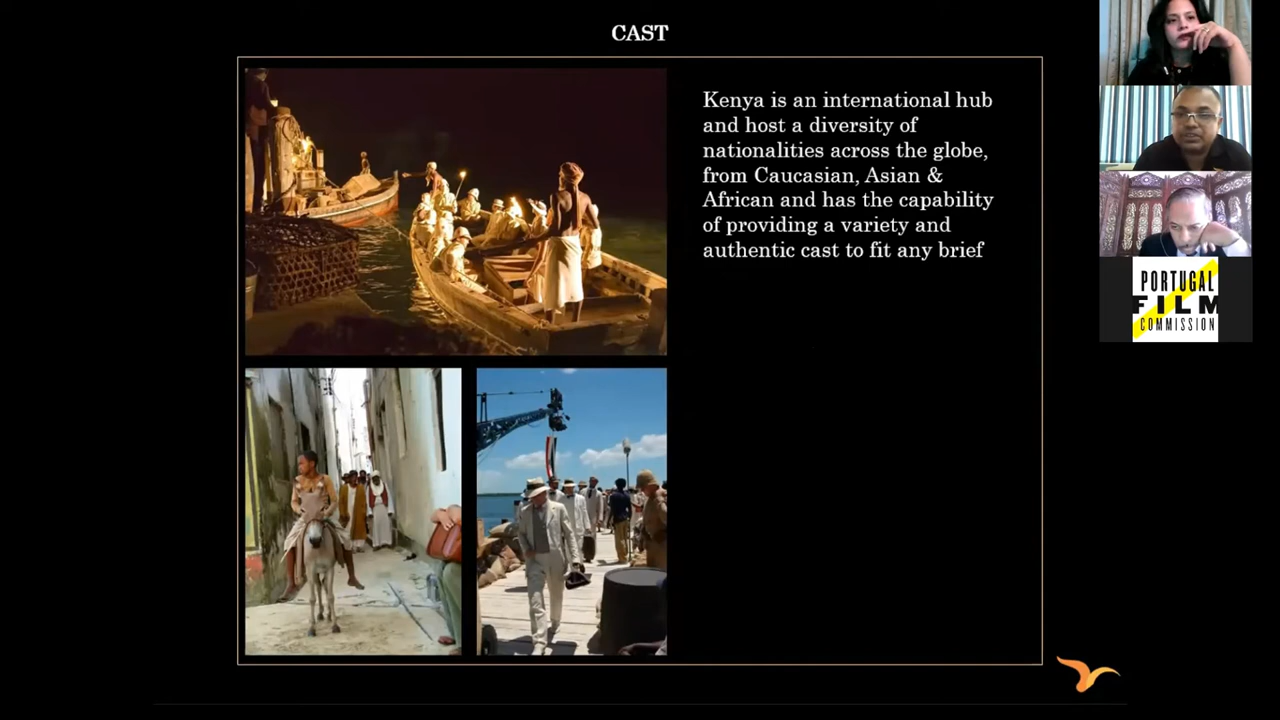 CAST
Kenya is an international hub
and host a diversity of
nationalities across the globe,
from Caucasian, Asian &
African and has the capability
of providing a variety and
authentic cast to fit any brief
PORTUGAL
FILM
COMMISSION